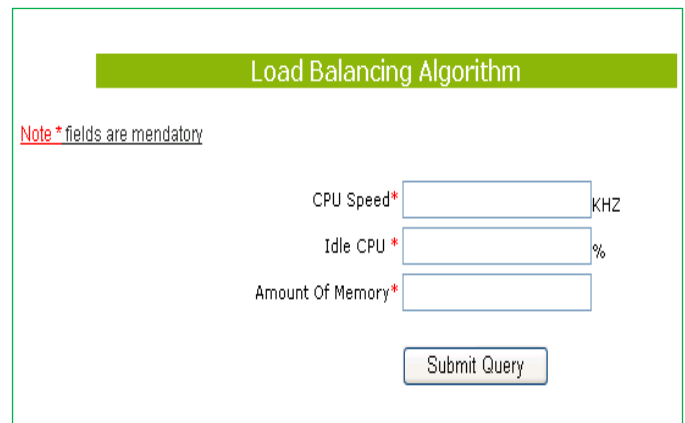 Load Balancing Algorithm
Note * fields are mendatory
CPU Speed* KHZ
Idle CPU * %
Amount Of Memory*
Submit Query